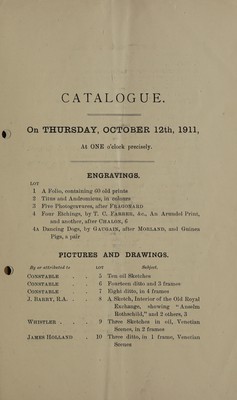 CATALOGUE.
On THURSDAY, OCTOBER 12th, 1911,
At ONE o'clock precisely.
ENGRAVINGS.
LOT
1 A Folio, containing 60 old prints
2 Titus and Andronicus, in colours
3 Five Photogravures, after FRAGONARD
4 Four Etchings, by T. C. FARRER, &c., An Arundel Print,
and another, after CHALON, 6
4A Dancing Dogs, by GAUGAIN, after MORLAND, and Guinea
Pigs, a pair
PICTURES AND DRAWINGS.
By or attributed to LOT Subject.
CONSTABLE . . . 5 Ten oil Sketches
CONSTABLE . . . 6 Fourteen ditto and 3 frames
CONSTABLE . . . 7 Eight ditto, in 4 frames
J. BARRY, R.A. . . . 8 A Sketch, Interior of the Old Royal
Exchange, shewing "Anselm
Rothschild," and 2 others, 3
WHISTLER . . . . 9 Three Sketches in oil, Venetian
Scenes, in 2 frames
JAMES HOLLAND . . 10 Three ditto, in 1 frame, Venetian
Scenes